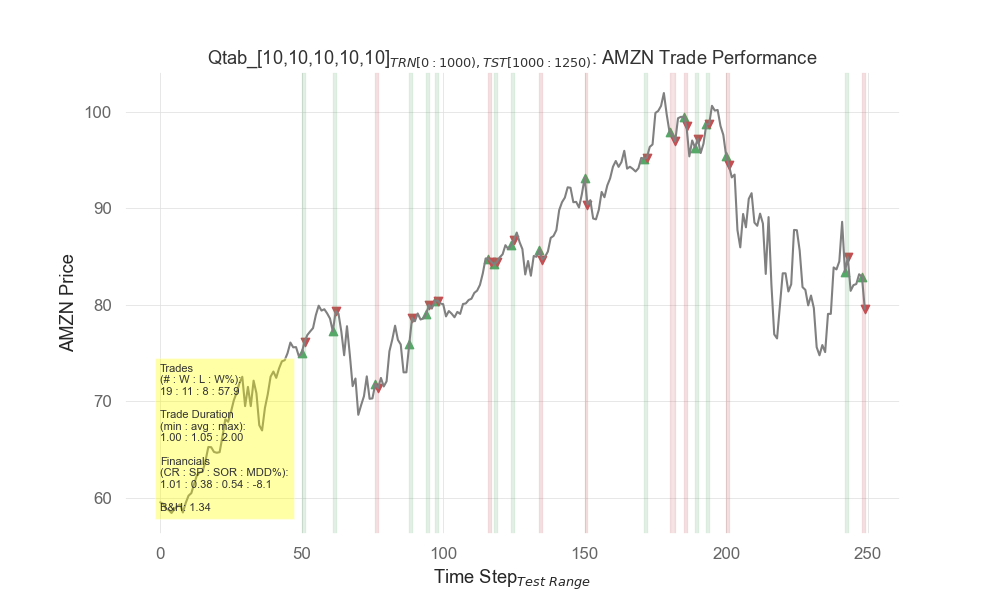 Qtab_[10,10,10,10,10]TRN[0 : 1000), TST[1000 : 1250): AMZN Trade Performance
100
90
80
70
60
AMZN Price
Trades
(# : W : L : W%):
19 : 11 : 8 : 57.9
Trade Duration
(min : avg : max):
1.00 : 1.05 : 2.00
Financials
(CR : SP : SOR : MDD%):
1.01 : 0.38 : 0.54 : -8.1
B&H: 1.34
0 50 100 150 200 250
Time StepTest Range